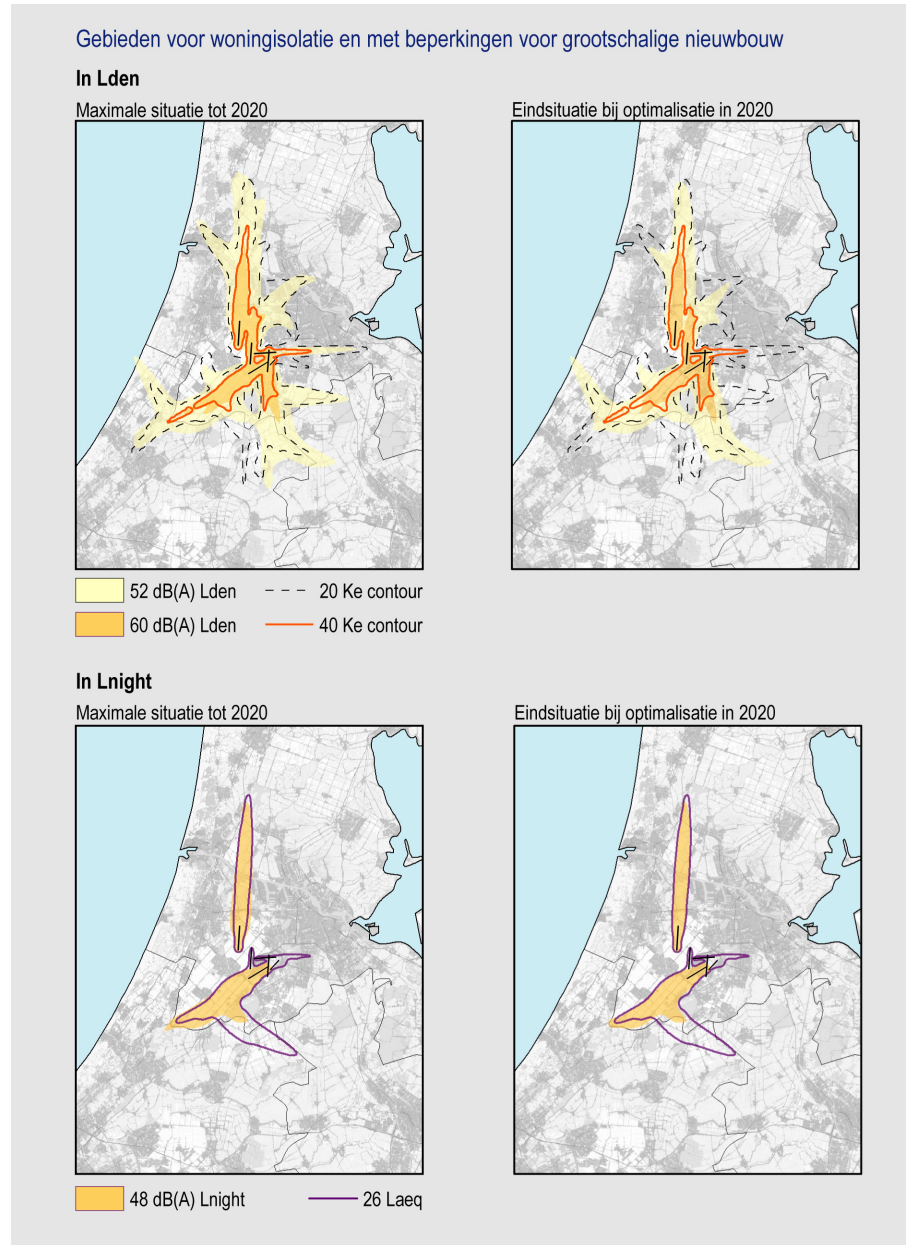 Gebieden voor woningisolatie en met beperkingen voor grootschalige nieuwbouw
In Lden
Maximale situatie tot 2020
Eindsituatie bij optimalisatie in 2020
52 dB(A) Lden
20 Ke contour
60 dB(A) Lden
40 Ke contour
In Lnight
Maximale situatie tot 2020
Eindsituatie bij optimalisatie in 2020
48 dB(A) Lnight
26 Laeq